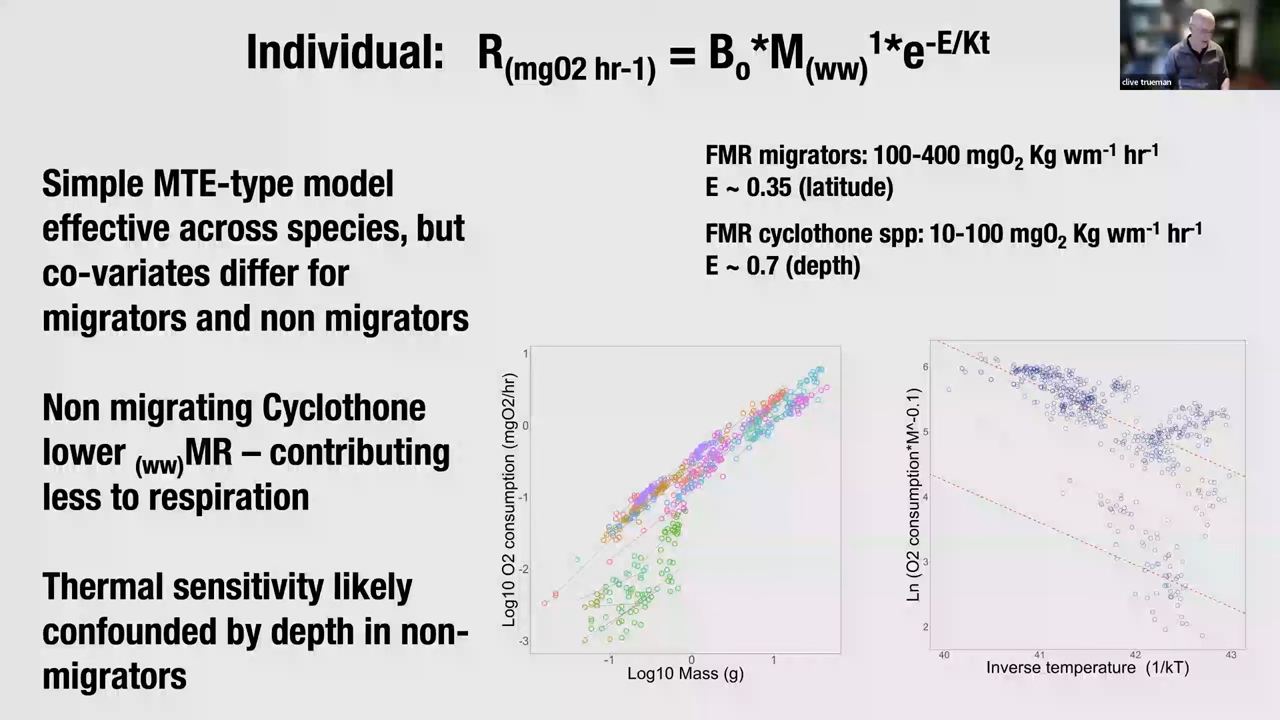 Individual: R(mgO2 hr-1) = Bo*M(ww)1*e-E/Kt
clive trueman
Simple MTE-type model
effective across species, but
co-variates differ for
migrators and non migrators
Non migrating Cyclothone
lower (ww)MR – contributing
less to respiration
Thermal sensitivity likely
confounded by depth in non-
migrators
FMR migrators: 100-400 mgO2 Kg wm-1 hr-1
E ~ 0.35 (latitude)
FMR cyclothone spp: 10-100 mgO2 Kg wm-1 hr-1
E ~ 0.7 (depth)
Log10 O2 consumption (mgO2/hr)
1
0
-1
-2
-3
-1 0 1
Log10 Mass (g)
Ln (O2 consumption*M^-0.1)
6
5
4
3
2
40 41 42 43
Inverse temperature (1/kT)